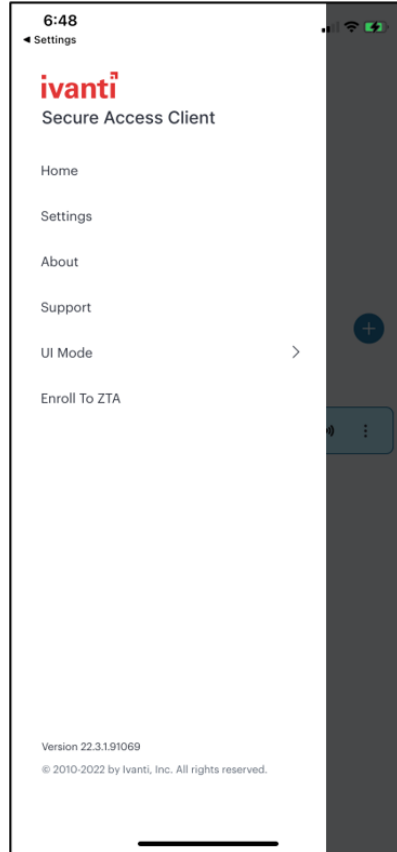 6:48
◀ Settings
ivanti
Secure Access Client
Home
Settings
About
Support
UI Mode
Enroll To ZTA
Version 22.3.1.91069
© 2010-2022 by Ivanti, Inc. All rights reserved.